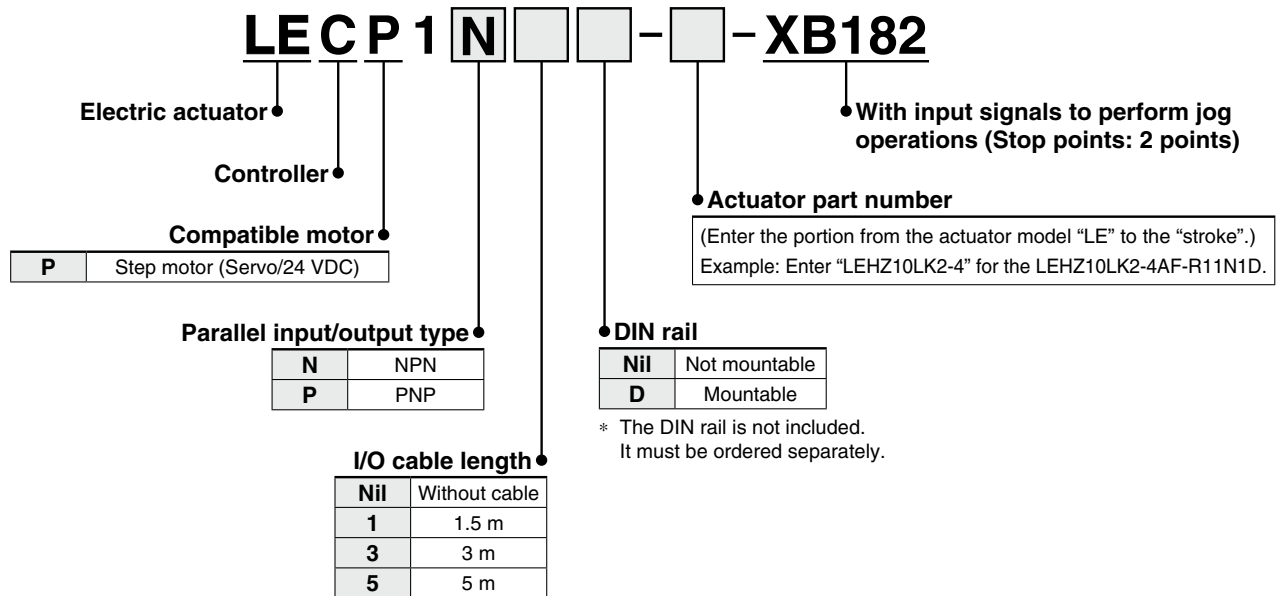 LECP1N – – XB182
Electric actuator
With input signals to perform jog
operations (Stop points: 2 points)
Controller
Actuator part number
(Enter the portion from the actuator model “LE” to the “stroke”.)
Example: Enter “LEHZ10LK2-4” for the LEHZ10LK2-4AF-R11N1D.
Compatible motor
P Step motor (Servo/24 VDC)
Parallel input/output type
N NPN
P PNP
DIN rail
Nil Not mountable
D Mountable
* The DIN rail is not included.
It must be ordered separately.
I/O cable length
Nil Without cable
1 1.5 m
3 3 m
5 5 m